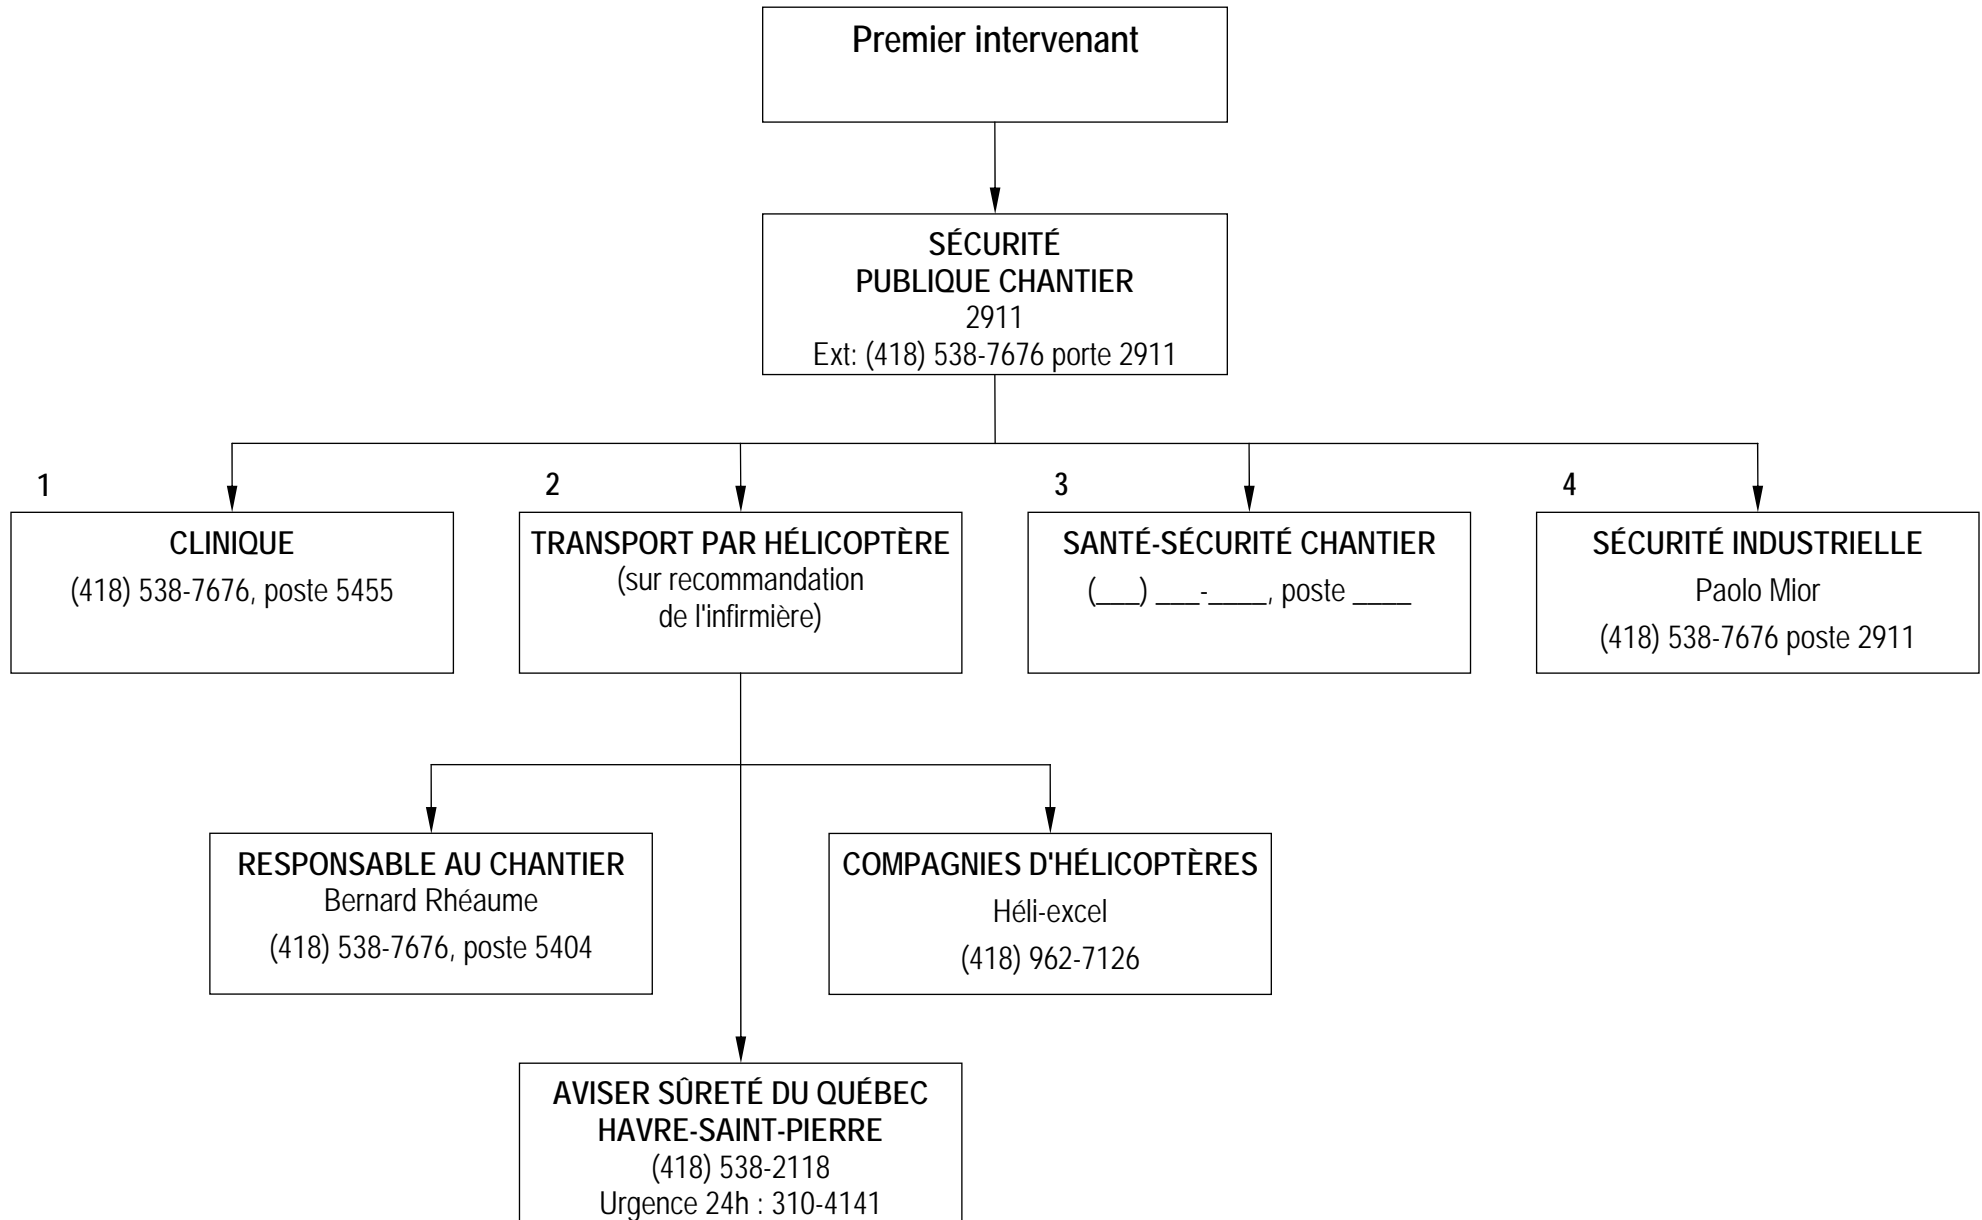 Premier intervenant
SÉCURITÉ
PUBLIQUE CHANTIER
2911
Ext: (418) 538-7676 porte 2911
1
CLINIQUE
(418) 538-7676, poste 5455
2
TRANSPORT PAR HÉLICOPTÈRE
(sur recommandation
de l'infirmière)
3
SANTÉ-SÉCURITÉ CHANTIER
(___) ___-____, poste ____
4
SÉCURITÉ INDUSTRIELLE
Paolo Mior
(418) 538-7676 poste 2911
RESPONSABLE AU CHANTIER
Bernard Rhéaume
(418) 538-7676, poste 5404
COMPAGNIES D'HÉLICOPTÈRES
Héli-excel
(418) 962-7126
AVISER SÛRETÉ DU QUÉBEC
HAVRE-SAINT-PIERRE
(418) 538-2118
Urgence 24h : 310-4141